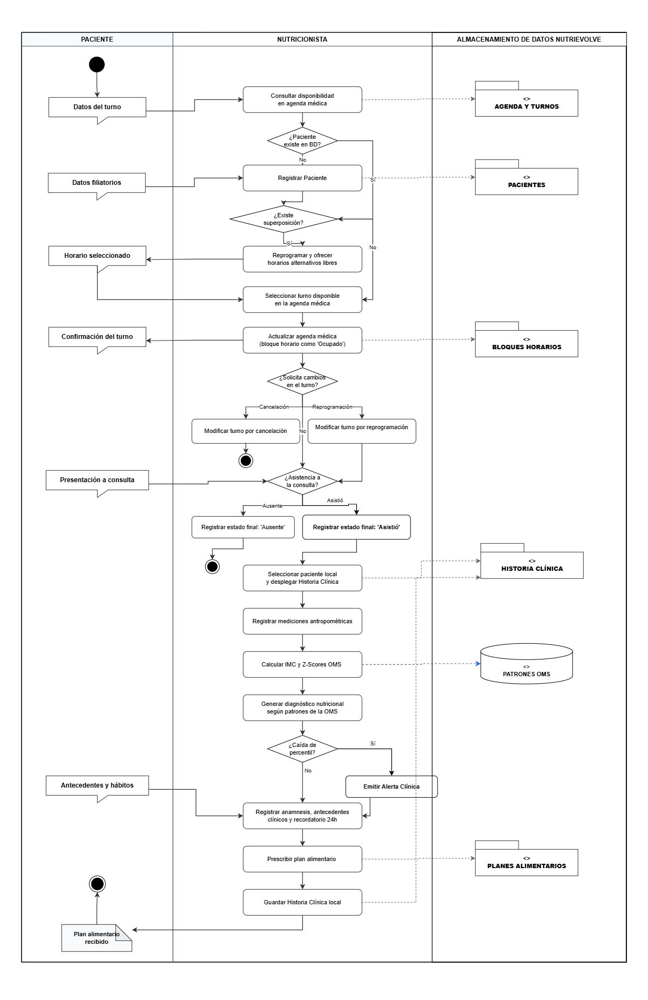 PACIENTE
NUTRICIONISTA
ALMACENAMIENTO DE DATOS NUTRIEVOLVE
Datos del turno
Consultar disponibilidad
en agenda médica
<>
AGENDA Y TURNOS
¿Paciente
existe en BD?
No
Sí
Datos filiatorios
Registrar Paciente
<>
PACIENTES
¿Existe
superposición?
Sí
No
Horario seleccionado
Reprogramar y ofrecer
horarios alternativos libres
Seleccionar turno disponible
en la agenda médica
Confirmación del turno
Actualizar agenda médica
(bloque horario como 'Ocupado')
<>
BLOQUES HORARIOS
¿Solicita cambios
en el turno?
Cancelación
Reprogramación
Modificar turno por cancelación
No
Modificar turno por reprogramación
Presentación a consulta
¿Asistencia a
la consulta?
Ausente
Asistió
Registrar estado final: 'Ausente'
Registrar estado final: 'Asistió'
Seleccionar paciente local
y desplegar Historia Clínica
<>
HISTORIA CLÍNICA
Registrar mediciones antropométricas
Calcular IMC y Z-Scores OMS
<>
PATRONES OMS
Generar diagnóstico nutricional
según patrones de la OMS
¿Caída de
percentil?
Sí
No
Emitir Alerta Clínica
Antecedentes y hábitos
Registrar anamnesis, antecedentes
clínicos y recordatorio 24h
Prescribir plan alimentario
<>
PLANES ALIMENTARIOS
Guardar Historia Clínica local
Plan alimentario
recibido